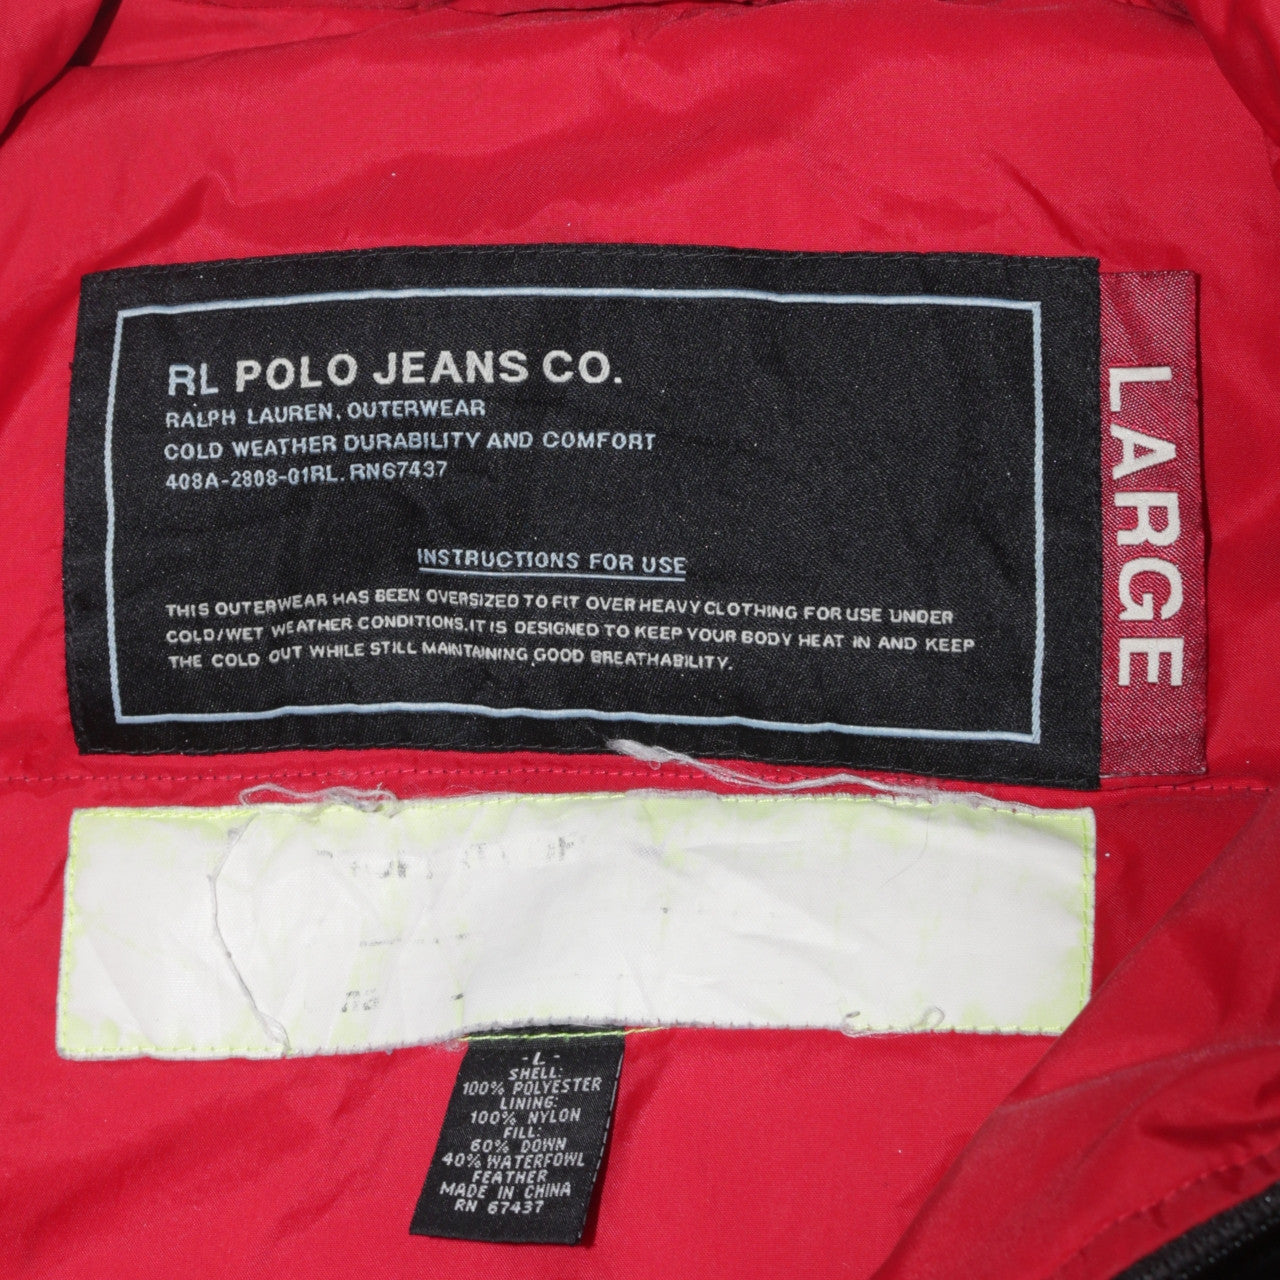 RL POLO JEANS CO.
RALPH LAUREN, OUTERWEAR
COLD WEATHER DURABILITY AND COMFORT
408A-2808-01RL. RN67437
INSTRUCTIONS FOR USE
THIS OUTERWEAR HAS BEEN OVERSIZED TO FIT OVER HEAVY CLOTHING FOR USE UNDER
COLD/WET WEATHER CONDITIONS. IT IS DESIGNED TO KEEP YOUR BODY HEAT IN AND KEEP
THE COLD OUT WHILE STILL MAINTAINING GOOD BREATHABILITY.
LARGE
-L-
SHELL:
100% POLYESTER
LINING:
100% NYLON
FILL:
60% DOWN
40% WATERFOWL
FEATHER
MADE IN CHINA
RN 67437